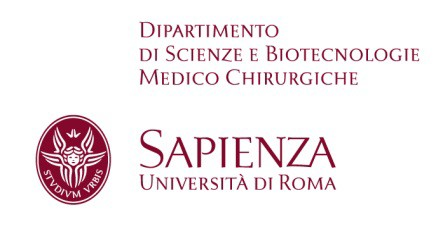 DIPARTIMENTO
DI SCIENZE E BIOTECNOLOGIE
MEDICO CHIRURGICHE
STVDIVM VRBIS
SAPIENZA
UNIVERSITÀ DI ROMA